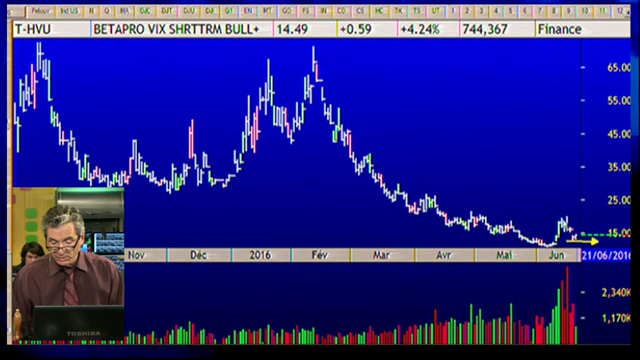 T-HVU BETAPRO VIX SHRTTRM BULL+ 14.49 +0.59 +4.24% 744,367 Finance
65.00
55.00
45.00
35.00
25.00
15.00
Nov Déc 2016 Fév Mar Avr Mai Jun 21/06/2016
2,340K
1,170K
TOSHIBA